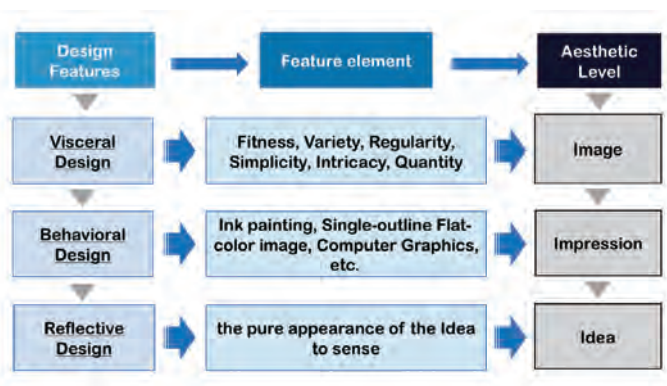 Design
Features
Feature element
Aesthetic
Level
Visceral
Design
Fitness, Variety, Regularity,
Simplicity, Intricacy, Quantity
Image
Behavioral
Design
Ink painting, Single-outline Flat-
color image, Computer Graphics,
etc.
Impression
Reflective
Design
the pure appearance of the Idea
to sense
Idea